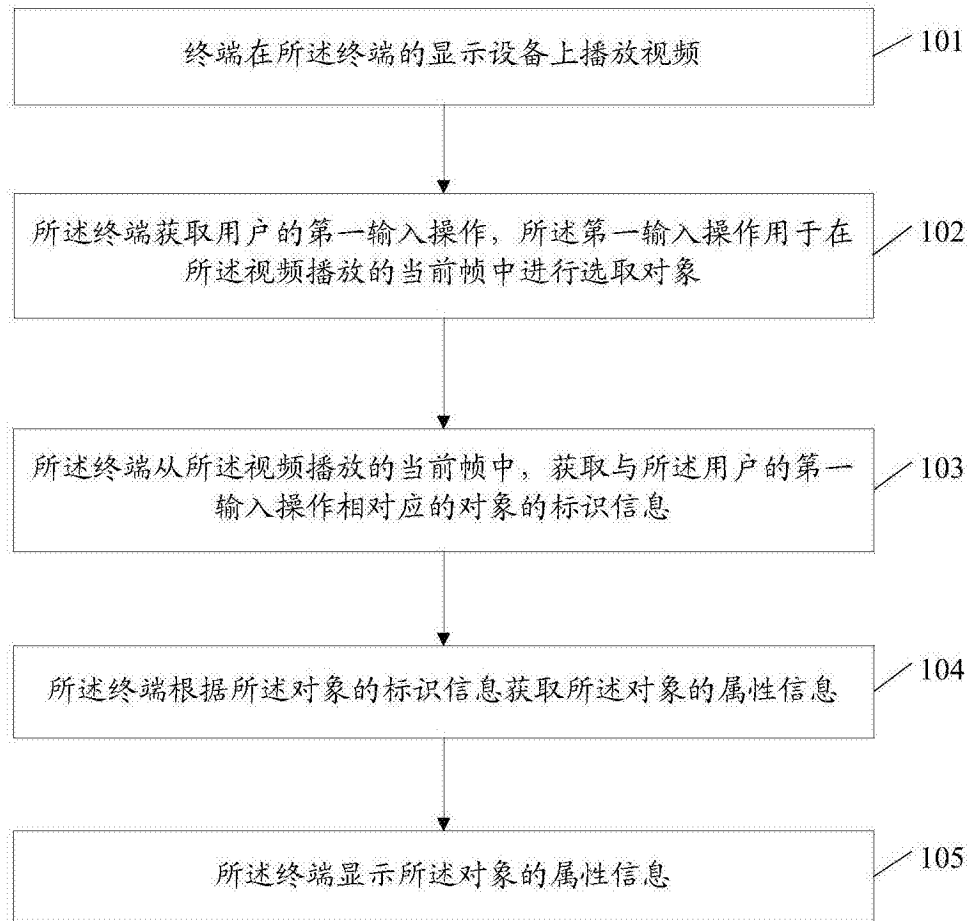 终端在所述终端的显示设备上播放视频
101
所述终端获取用户的第一输入操作，所述第一输入操作用于在
所述视频播放的当前帧中进行选取对象
102
所述终端从所述视频播放的当前帧中，获取与所述用户的第一
输入操作相对应的对象的标识信息
103
所述终端根据所述对象的标识信息获取所述对象的属性信息
104
所述终端显示所述对象的属性信息
105